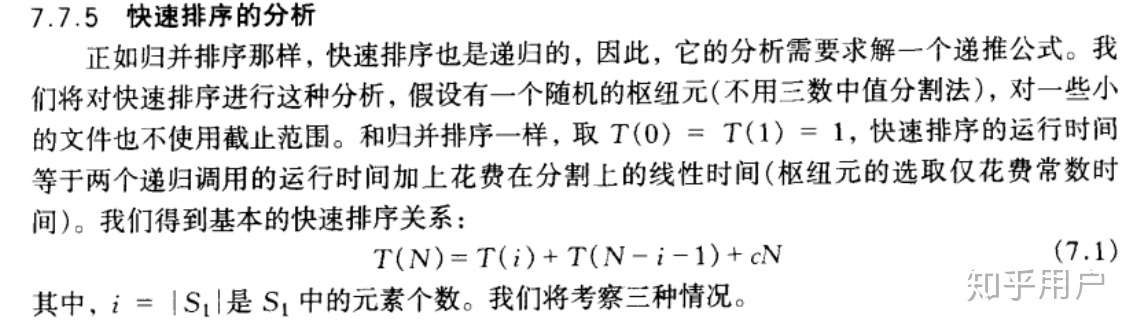 7.7.5 快速排序的分析
正如归并排序那样，快速排序也是递归的，因此，它的分析需要求解一个递推公式。我
们将对快速排序进行这种分析，假设有一个随机的枢纽元(不用三数中值分割法)，对一些小
的文件也不使用截止范围。和归并排序一样，取 T(0) = T(1) = 1，快速排序的运行时间
等于两个递归调用的运行时间加上花费在分割上的线性时间(枢纽元的选取仅花费常数时
间)。我们得到基本的快速排序关系：
T(N)= T(i)+ T(N - i - 1)+ cN (7.1)
其中，i = |S₁|是 S₁ 中的元素个数。我们将考察三种情况。
知乎用户